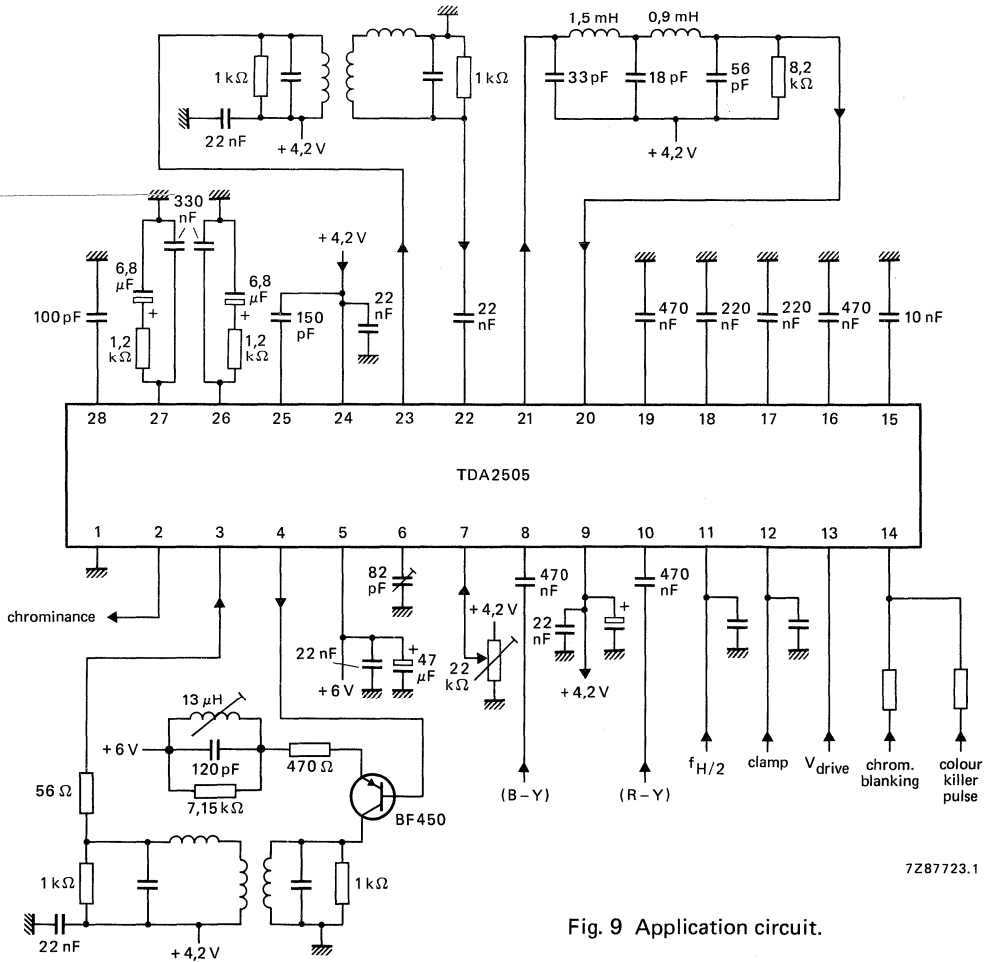 1,5 mH 0,9 mH
1 kΩ 1 kΩ 33 pF 18 pF 56 pF 8,2 kΩ
22 nF
+ 4,2 V
+ 4,2 V
330 nF
+ 4,2 V
6,8 μF + 6,8 μF +
100 pF 1,2 kΩ 1,2 kΩ 150 pF 22 nF 22 nF 470 nF 220 nF 220 nF 470 nF 10 nF
28 27 26 25 24 23 22 21 20 19 18 17 16 15
TDA2505
1 2 3 4 5 6 7 8 9 10 11 12 13 14
82 pF 470 nF 470 nF
chrominance
+ 4,2 V
22 nF +
22 nF + 47 μF 22 kΩ
+ 6 V
+ 4,2 V
13 μH
+ 6 V
120 pF 470 Ω
7,15 kΩ
56 Ω
BF450
(B – Y) (R – Y)
fH/2 clamp Vdrive chrom. blanking colour killer pulse
1 kΩ 1 kΩ
22 nF
+ 4,2 V
7Z87723.1
Fig. 9 Application circuit.